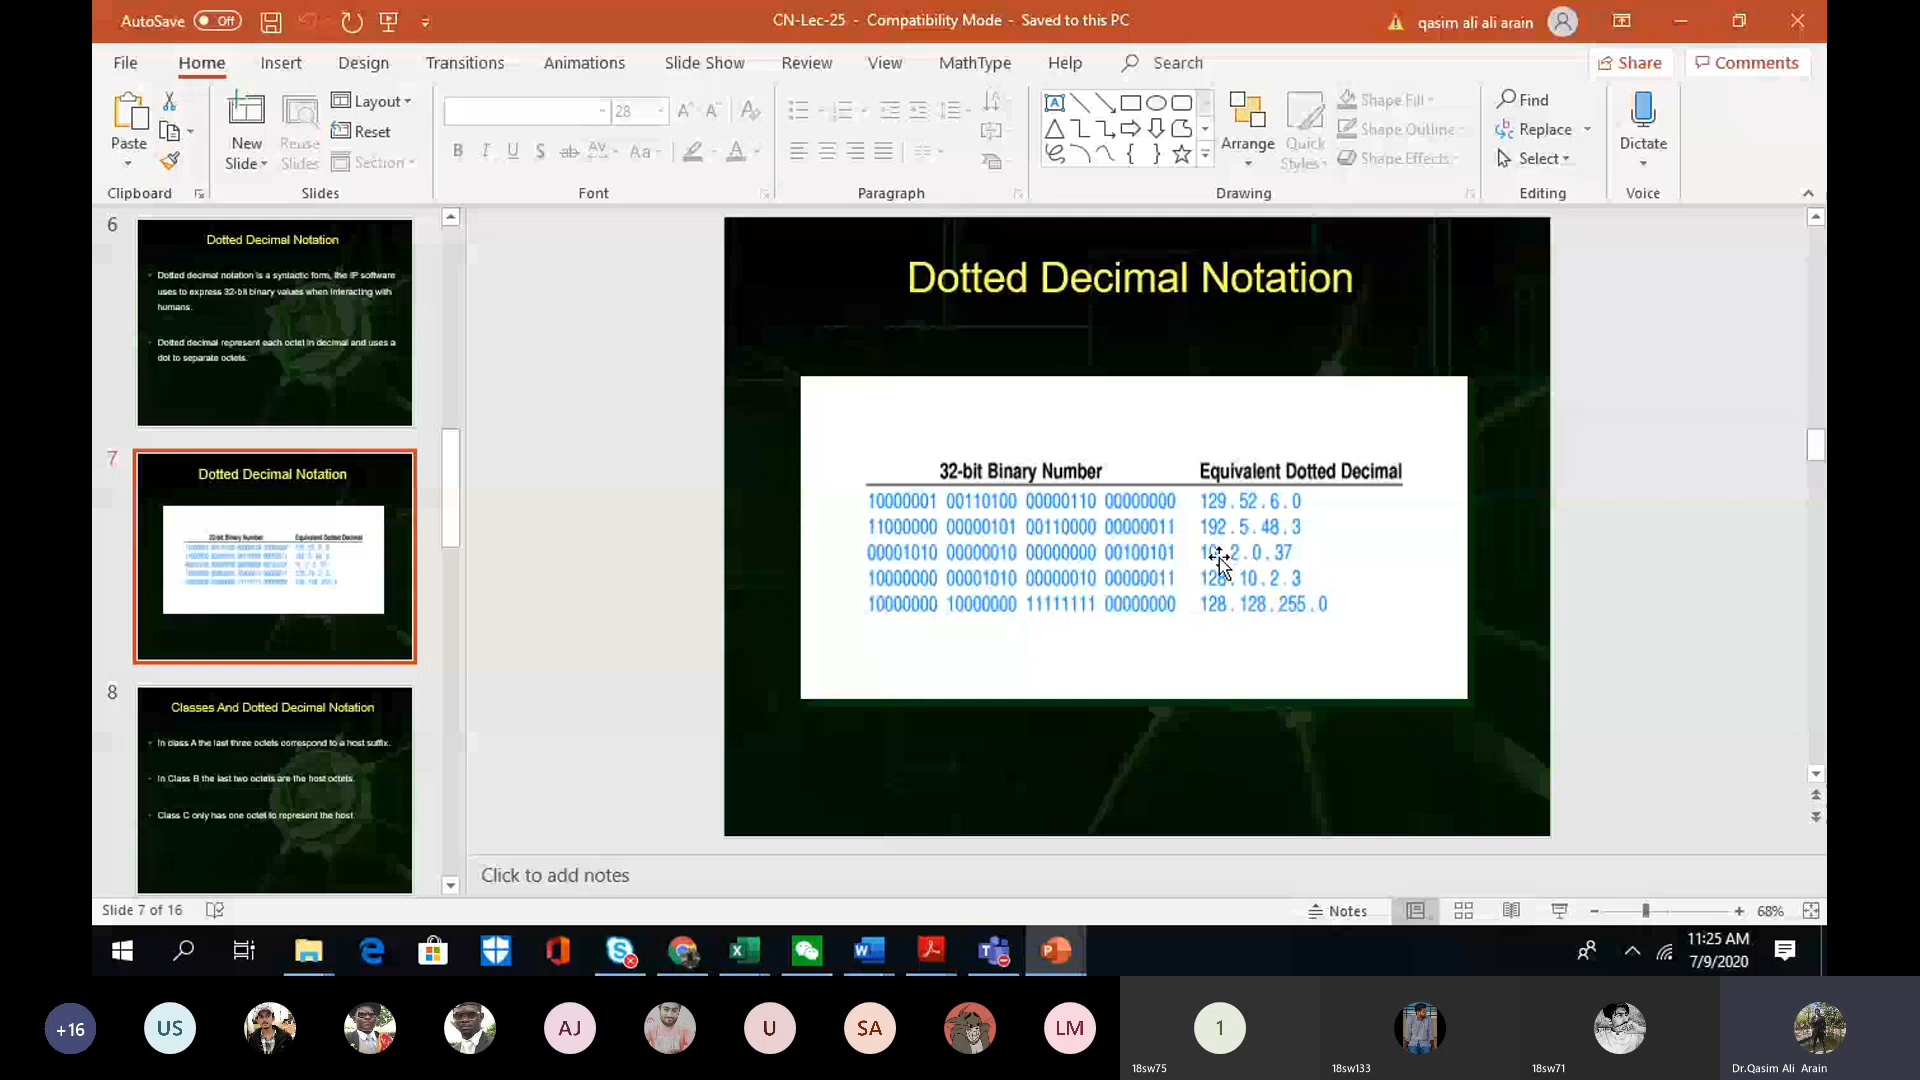 AutoSave Off
CN-Lec-25 - Compatibility Mode - Saved to this PC
qasim ali ali arain
File Home Insert Design Transitions Animations Slide Show Review View MathType Help Search
Share Comments
Paste
New Slide
Reuse Slides
Layout
Reset
Section
28
Arrange
Quick Styles
Shape Fill
Shape Outline
Shape Effects
Find
Replace
Select
Dictate
Clipboard Slides Font Paragraph Drawing Editing Voice
6
Dotted Decimal Notation
Dotted decimal notation is a syntactic form, the IP software
uses to express 32-bit binary values when interacting with
humans.
Dotted decimal represent each octet in decimal and uses a
dot to separate octets.
7
Dotted Decimal Notation
32-bit Binary Number Equivalent Dotted Decimal
8
Classes And Dotted Decimal Notation
In class A the last three octets correspond to a host suffix.
In Class B the last two octets are the host octets.
Class C only has one octet to represent the host
Dotted Decimal Notation
32-bit Binary Number Equivalent Dotted Decimal
10000001 00110100 00000110 00000000 129 . 52 . 6 . 0
11000000 00000101 00110000 00000011 192 . 5 . 48 . 3
00001010 00000010 00000000 00100101 10 . 2 . 0 . 37
10000000 00001010 00000010 00000011 128 . 10 . 2 . 3
10000000 10000000 11111111 00000000 128 . 128 . 255 . 0
Click to add notes
Slide 7 of 16
Notes
68%
11:25 AM
7/9/2020
+16 US AJ U SA LM 1
18sw75 18sw133 18sw71 Dr.Qasim Ali Arain